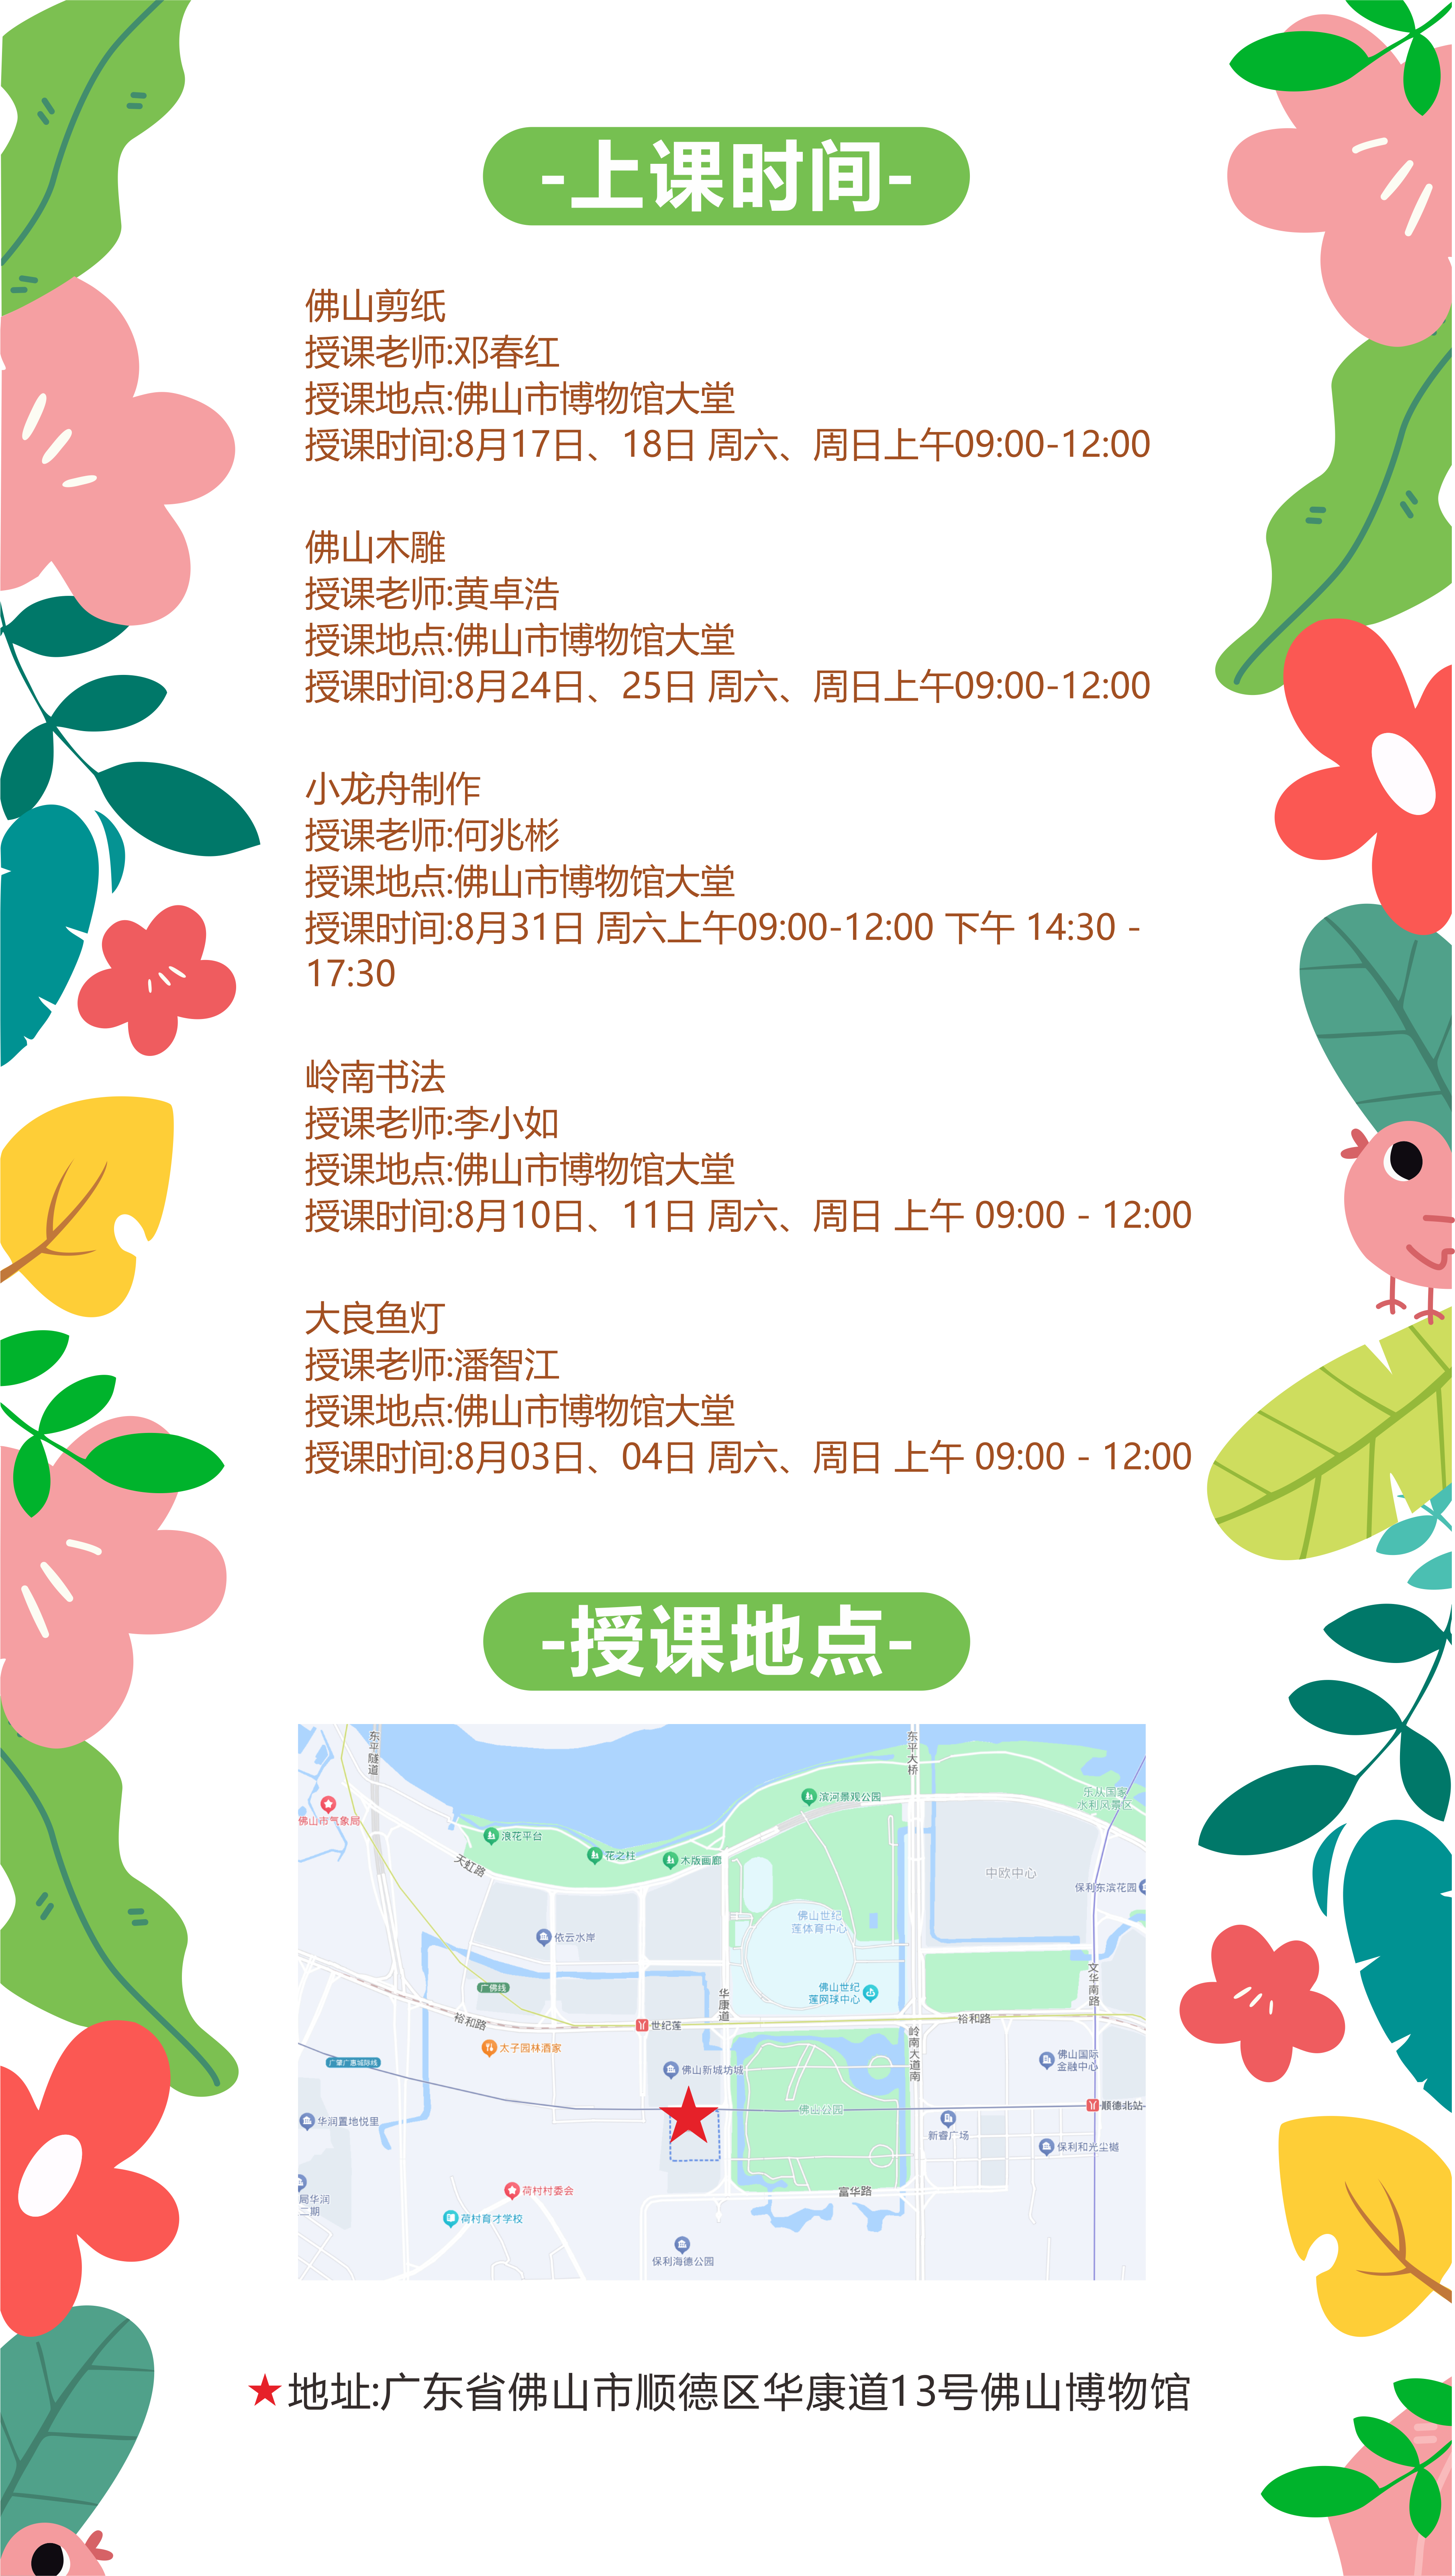 -上课时间-
佛山剪纸
授课老师:邓春红
授课地点:佛山市博物馆大堂
授课时间:8月17日、18日 周六、周日上午09:00-12:00
佛山木雕
授课老师:黄卓浩
授课地点:佛山市博物馆大堂
授课时间:8月24日、25日 周六、周日上午09:00-12:00
小龙舟制作
授课老师:何兆彬
授课地点:佛山市博物馆大堂
授课时间:8月31日 周六上午09:00-12:00 下午 14:30 -
17:30
岭南书法
授课老师:李小如
授课地点:佛山市博物馆大堂
授课时间:8月10日、11日 周六、周日 上午 09:00 - 12:00
大良鱼灯
授课老师:潘智江
授课地点:佛山市博物馆大堂
授课时间:8月03日、04日 周六、周日 上午 09:00 - 12:00
-授课地点-
东平隧道
东平大桥
乐从国家
水利风景区
滨河景观公园
佛山市气象局
浪花平台
花之柱
木版画廊
天虹路
中欧中心
保利东滨花园
佛山世纪
莲体育中心
依云水岸
广佛线
佛山世纪
莲网球中心
文华南路
华康道
裕和路
世纪莲
裕和路
岭南大道南
太子园林酒家
广肇广惠城际线
佛山新城坊城
佛山国际
金融中心
佛山公园
顺德北站
华润置地悦里
新睿广场
保利和光尘樾
局华润
二期
荷村村委会
富华路
荷村育才学校
保利海德公园
地址:广东省佛山市顺德区华康道13号佛山博物馆